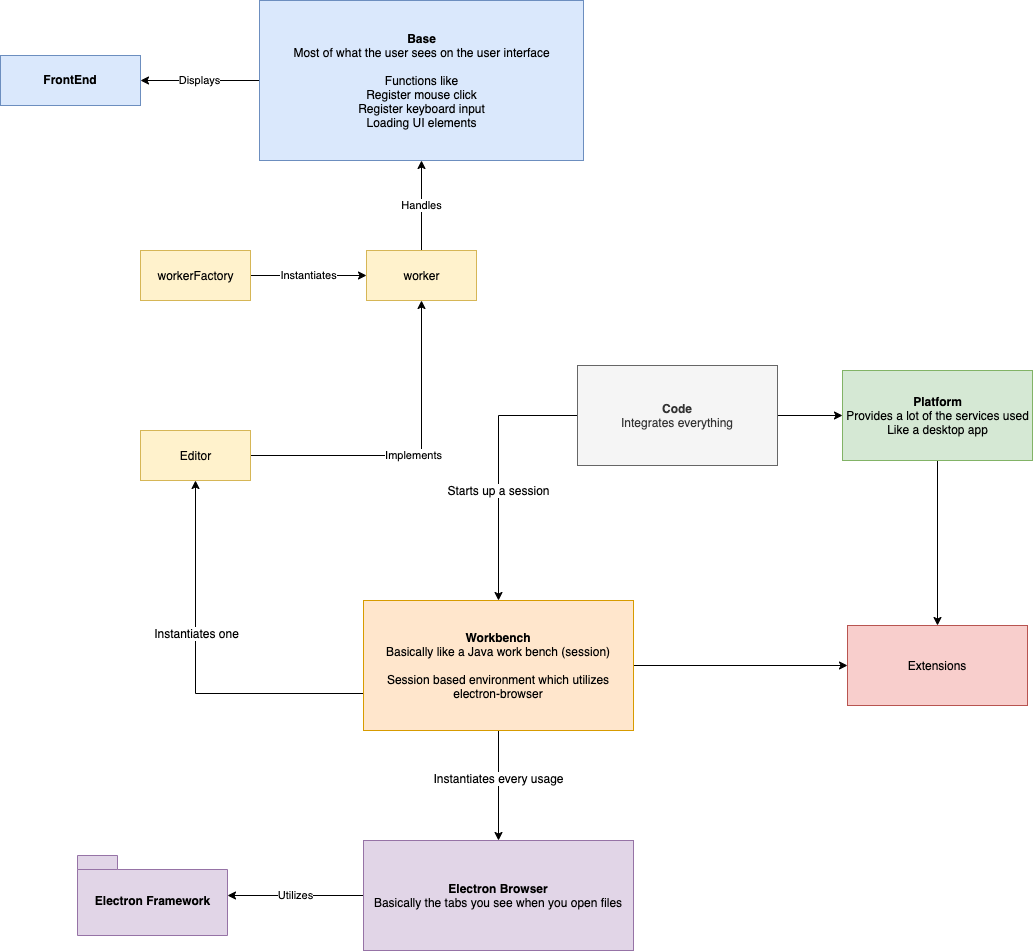 Base
Most of what the user sees on the user interface
Functions like
Register mouse click
Register keyboard input
Loading UI elements
FrontEnd
Displays
Handles
workerFactory
Instantiates
worker
Code
Integrates everything
Platform
Provides a lot of the services used
Like a desktop app
Editor
Implements
Starts up a session
Instantiates one
Workbench
Basically like a Java work bench (session)
Session based environment which utilizes
electron-browser
Extensions
Instantiates every usage
Electron Browser
Basically the tabs you see when you open files
Utilizes
Electron Framework